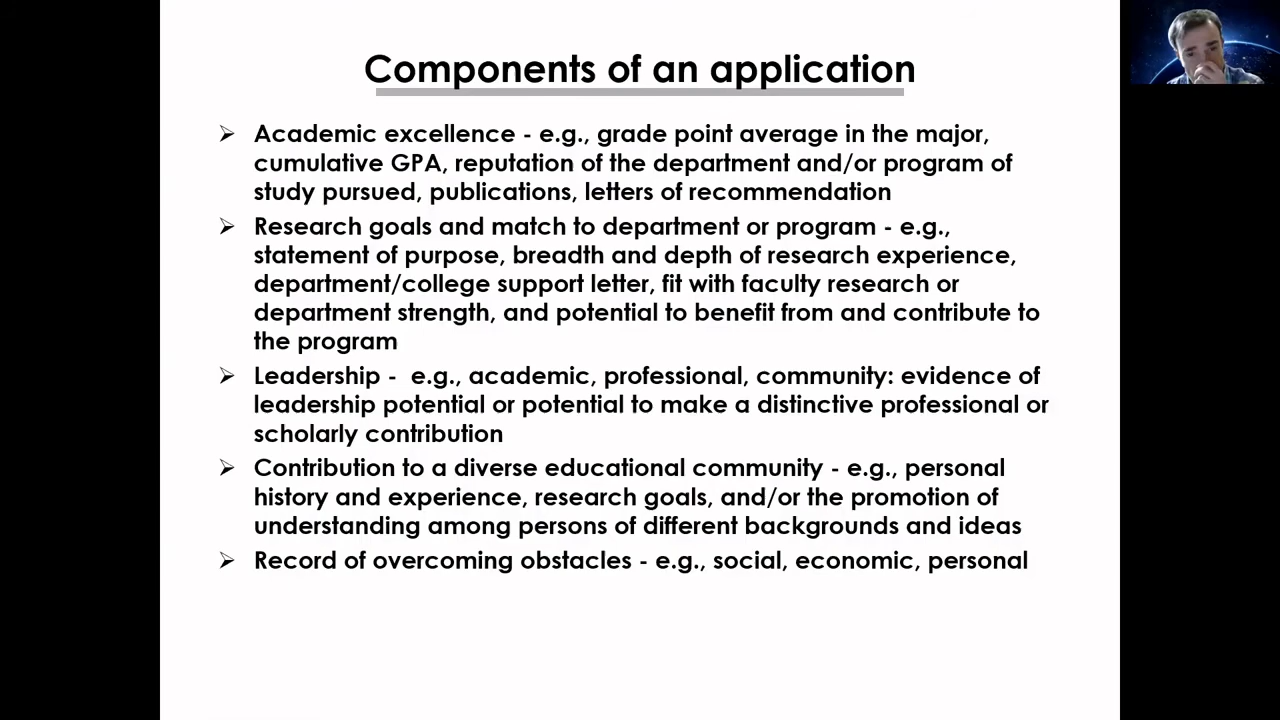 Components of an application
➢ Academic excellence - e.g., grade point average in the major,
cumulative GPA, reputation of the department and/or program of
study pursued, publications, letters of recommendation
➢ Research goals and match to department or program - e.g.,
statement of purpose, breadth and depth of research experience,
department/college support letter, fit with faculty research or
department strength, and potential to benefit from and contribute to
the program
➢ Leadership -  e.g., academic, professional, community: evidence of
leadership potential or potential to make a distinctive professional or
scholarly contribution
➢ Contribution to a diverse educational community - e.g., personal
history and experience, research goals, and/or the promotion of
understanding among persons of different backgrounds and ideas
➢ Record of overcoming obstacles - e.g., social, economic, personal